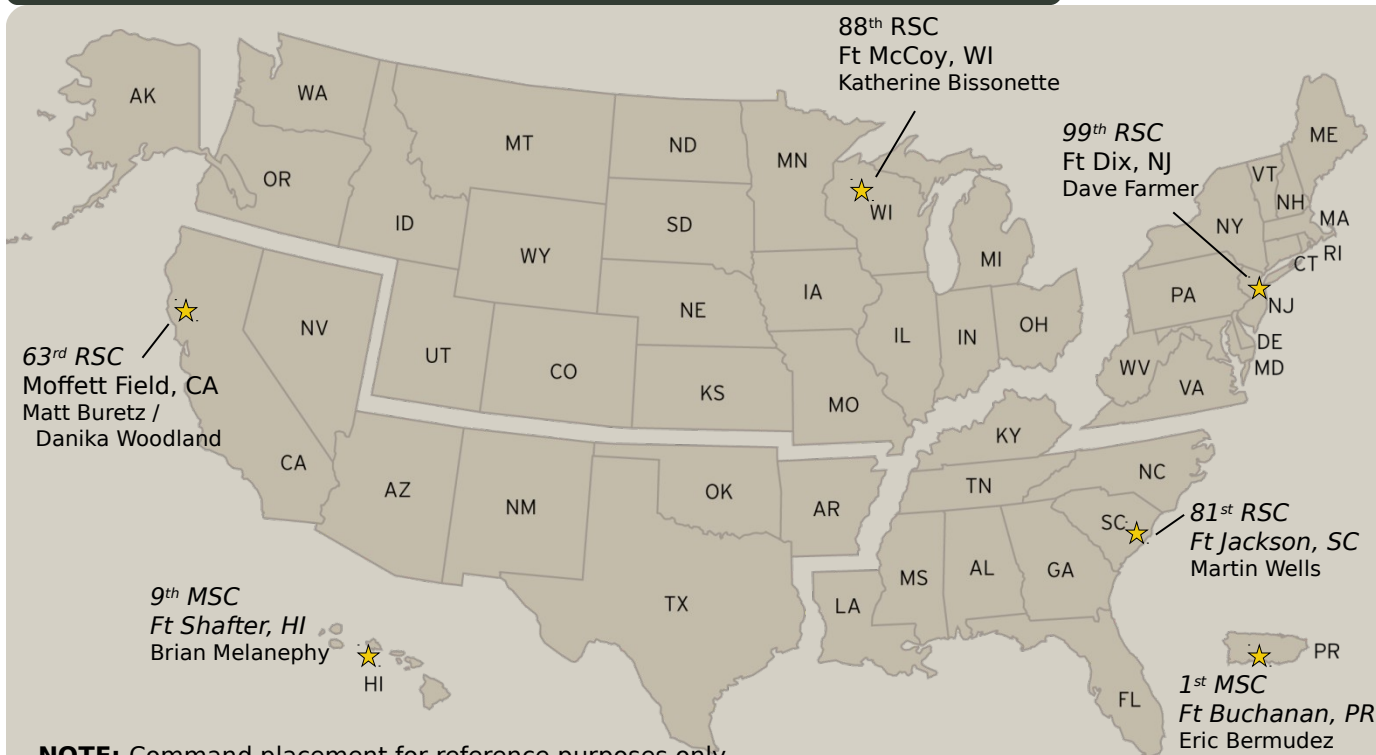 88th RSC
Ft McCoy, WI
Katherine Bissonette
99th RSC
Ft Dix, NJ
Dave Farmer
AK
WA
MT
ND
MN
ME
OR
ID
WY
SD
WI
MI
VT
NH
NY
MA
RI
CT
NV
UT
CO
NE
KS
IA
MO
IL
IN
OH
PA
NJ
DE
MD
WV
VA
63rd RSC
Moffett Field, CA
Matt Buretz /
Danika Woodland
CA
AZ
NM
OK
AR
KY
TN
NC
SC
81st RSC
Ft Jackson, SC
Martin Wells
TX
LA
MS
AL
GA
FL
9th MSC
Ft Shafter, HI
Brian Melanephy
HI
PR
1st MSC
Ft Buchanan, PR
Eric Bermudez
NOTE: Command placement for reference purposes only